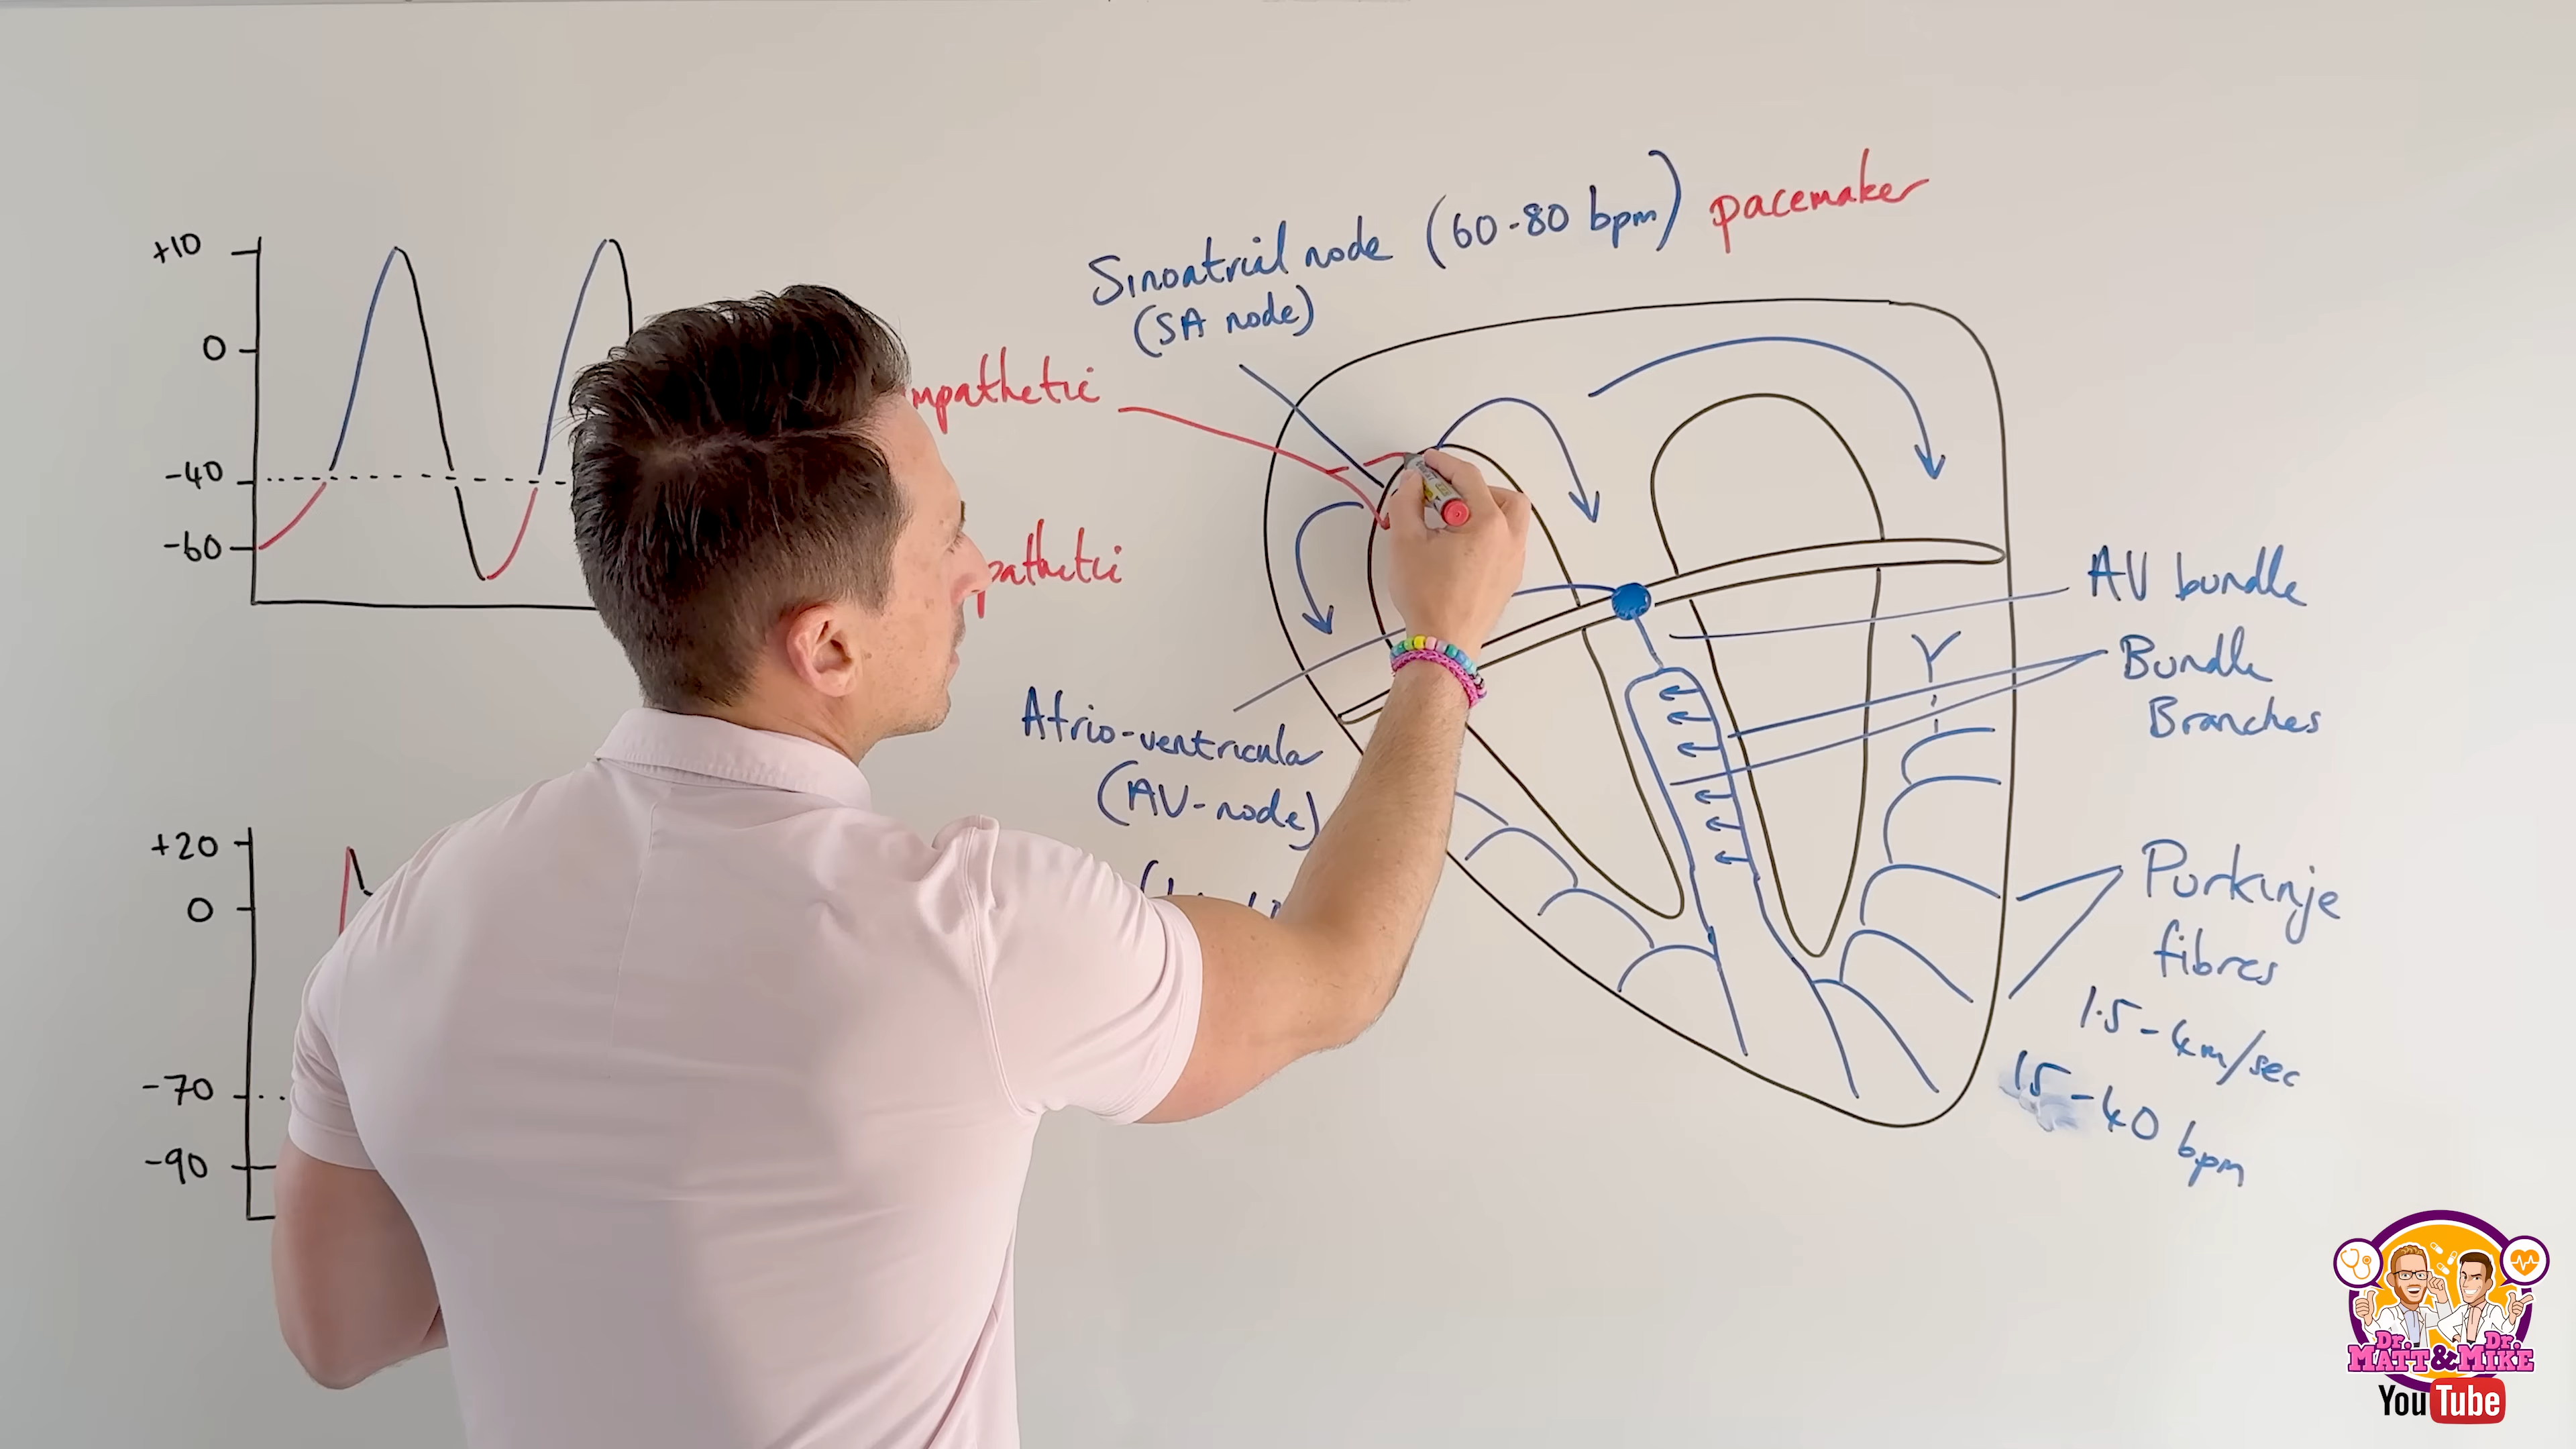 +10
0
-40
-60
+20
0
-70
-90
Sinoatrial node (60-80 bpm) pacemaker
(SA node)
mpathetic
pathetic
Atrio-ventricular
(AV-node)
AV bundle
Bundle
Branches
Purkinje
fibres
1.5-4m/sec
15-40 bpm
Dr. Dr.
MATT & MIKE
YouTube